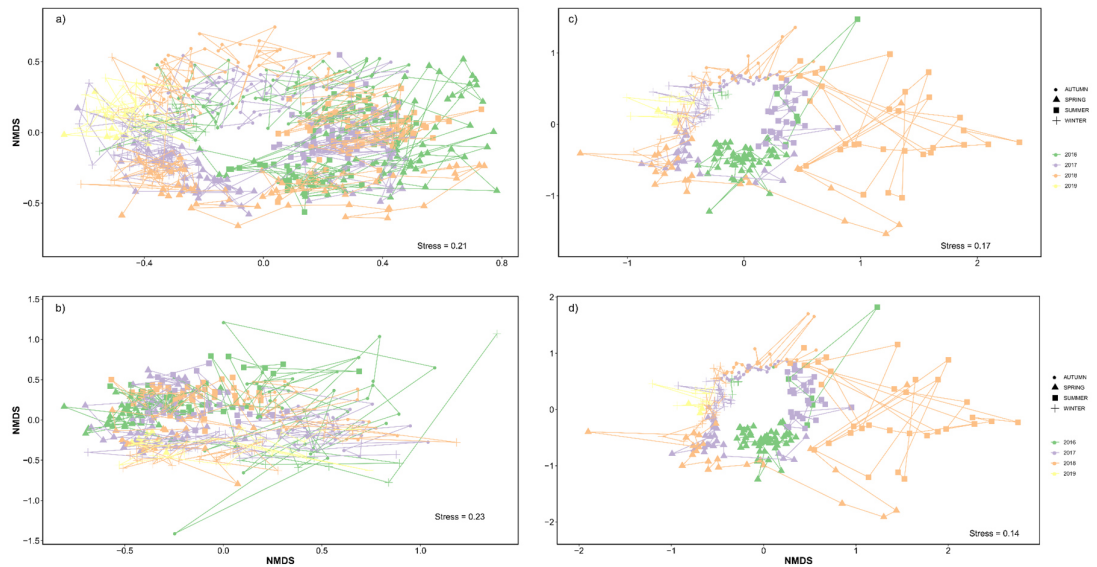 a)
NMDS
0.5
0.0
−0.5
−0.4
0.0
0.4
0.8
Stress = 0.21
c)
1
0
−1
−1
0
1
2
Stress = 0.17
AUTUMN
SPRING
SUMMER
WINTER
2016
2017
2018
2019
b)
NMDS
1.5
1.0
0.5
0.0
−0.5
−1.0
−1.5
−0.5
0.0
0.5
1.0
Stress = 0.23
NMDS
d)
2
1
0
−1
−2
−2
−1
0
1
2
Stress = 0.14
NMDS
AUTUMN
SPRING
SUMMER
WINTER
2016
2017
2018
2019